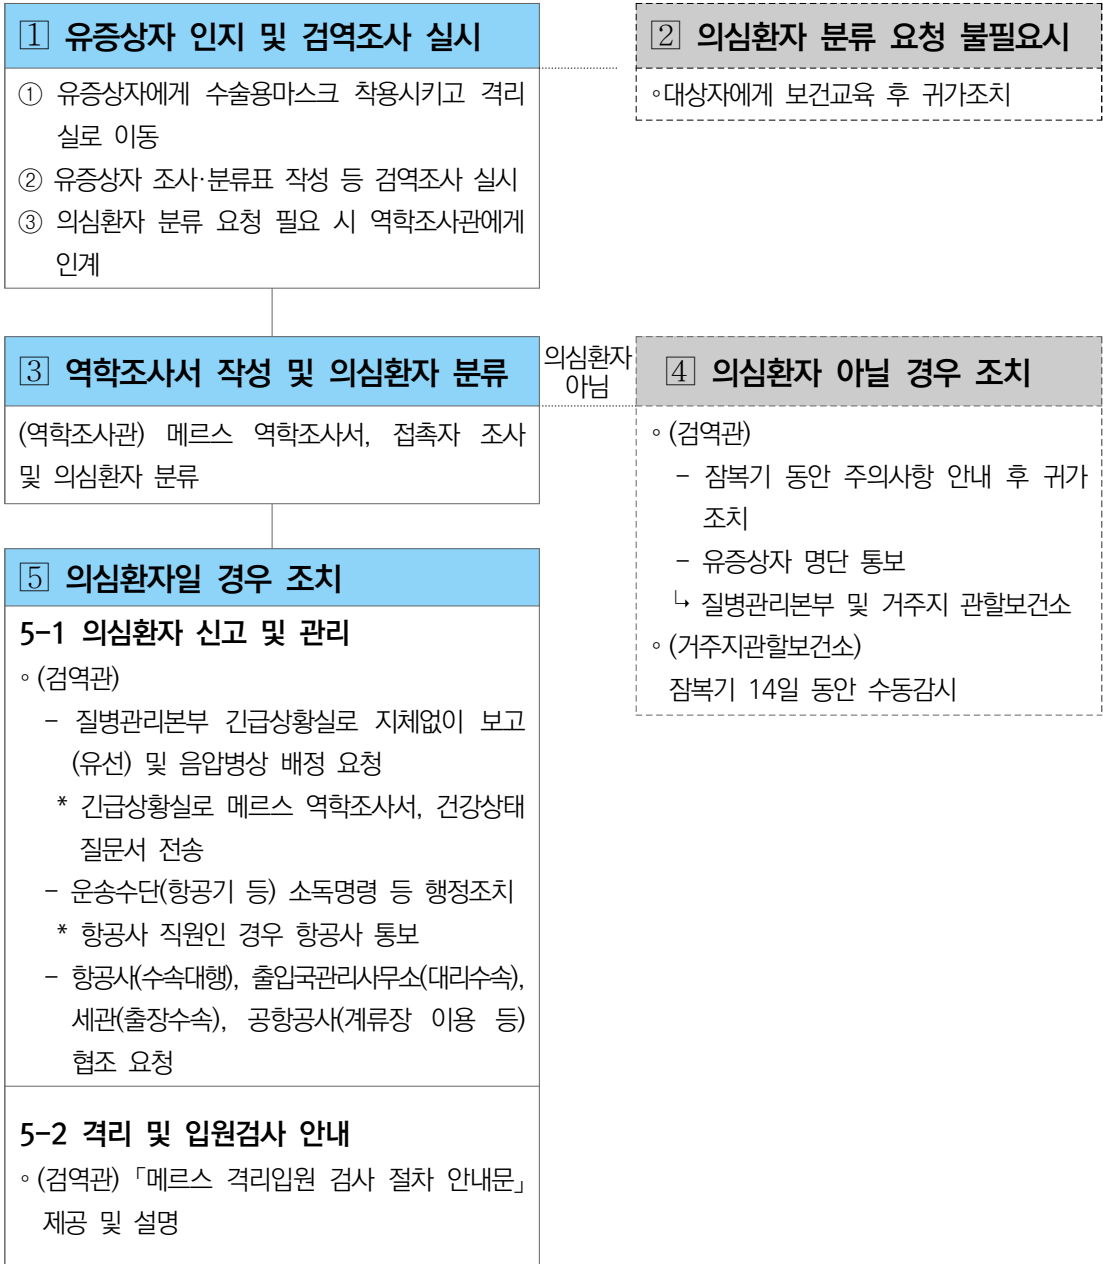 1 유증상자 인지 및 검역조사 실시
① 유증상자에게 수술용마스크 착용시키고 격리
실로 이동
② 유증상자 조사·분류표 작성 등 검역조사 실시
③ 의심환자 분류 요청 필요 시 역학조사관에게
인계
2 의심환자 분류 요청 불필요시
◦대상자에게 보건교육 후 귀가조치
3 역학조사서 작성 및 의심환자 분류
(역학조사관) 메르스 역학조사서, 접촉자 조사
및 의심환자 분류
의심환자
아님
4 의심환자 아닐 경우 조치
◦(검역관)
- 잠복기 동안 주의사항 안내 후 귀가
조치
- 유증상자 명단 통보
↳ 질병관리본부 및 거주지 관할보건소
◦(거주지관할보건소)
잠복기 14일 동안 수동감시
5 의심환자일 경우 조치
5-1 의심환자 신고 및 관리
◦(검역관)
- 질병관리본부 긴급상황실로 지체없이 보고
(유선) 및 음압병상 배정 요청
* 긴급상황실로 메르스 역학조사서, 건강상태
질문서 전송
- 운송수단(항공기 등) 소독명령 등 행정조치
* 항공사 직원인 경우 항공사 통보
- 항공사(수속대행), 출입국관리사무소(대리수속),
세관(출장수속), 공항공사(계류장 이용 등)
협조 요청
5-2 격리 및 입원검사 안내
◦(검역관)「메르스 격리입원 검사 절차 안내문」
제공 및 설명